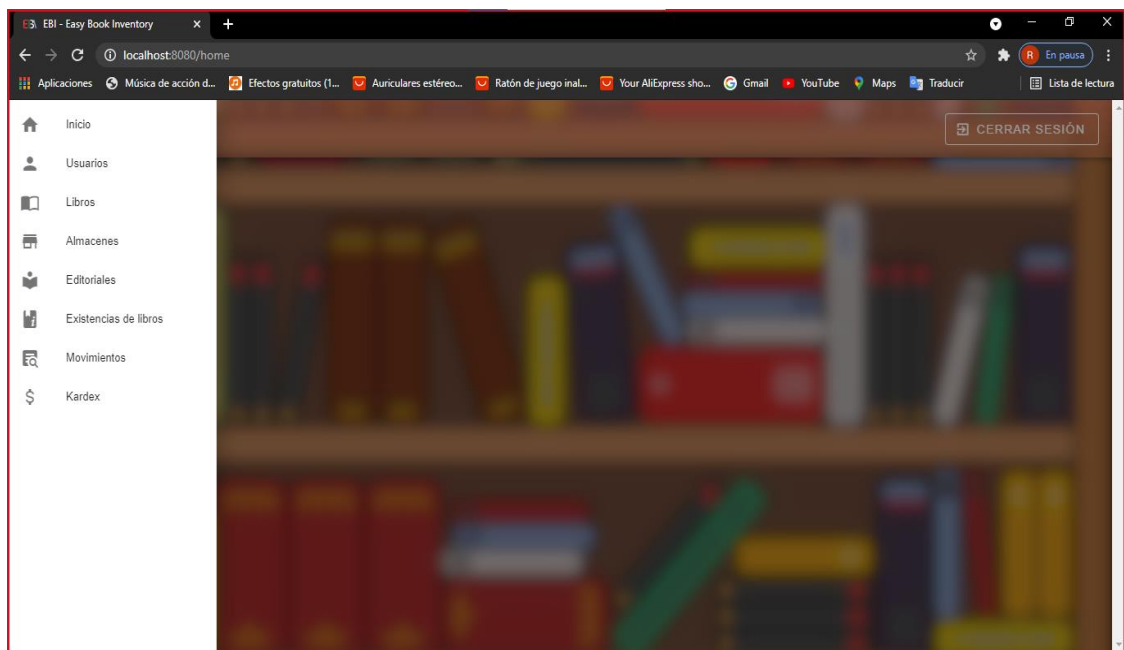 EBI EBI - Easy Book Inventory
localhost:8080/home
R En pausa
Aplicaciones Música de acción d... Efectos gratuitos (1... Auriculares estéreo... Ratón de juego inal... Your AliExpress sho... Gmail YouTube Maps Traducir Lista de lectura
Inicio
CERRAR SESIÓN
Usuarios
Libros
Almacenes
Editoriales
Existencias de libros
Movimientos
Kardex